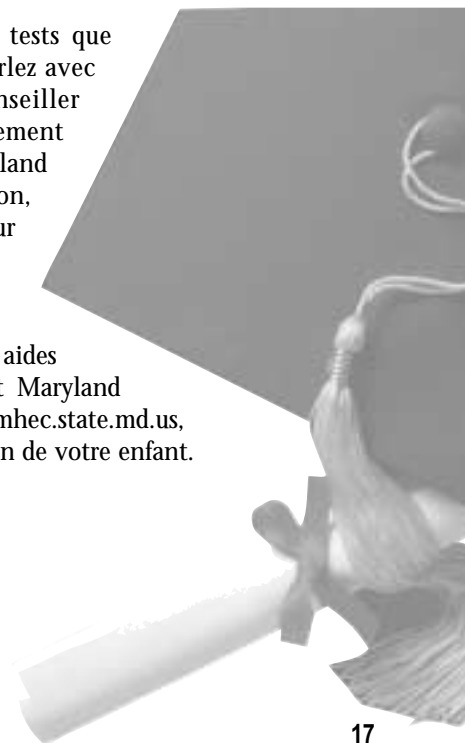 tests que
rlez avec
nseiller
ement
land
on,
ur
aides
t Maryland
mhec.state.md.us,
n de votre enfant.
17